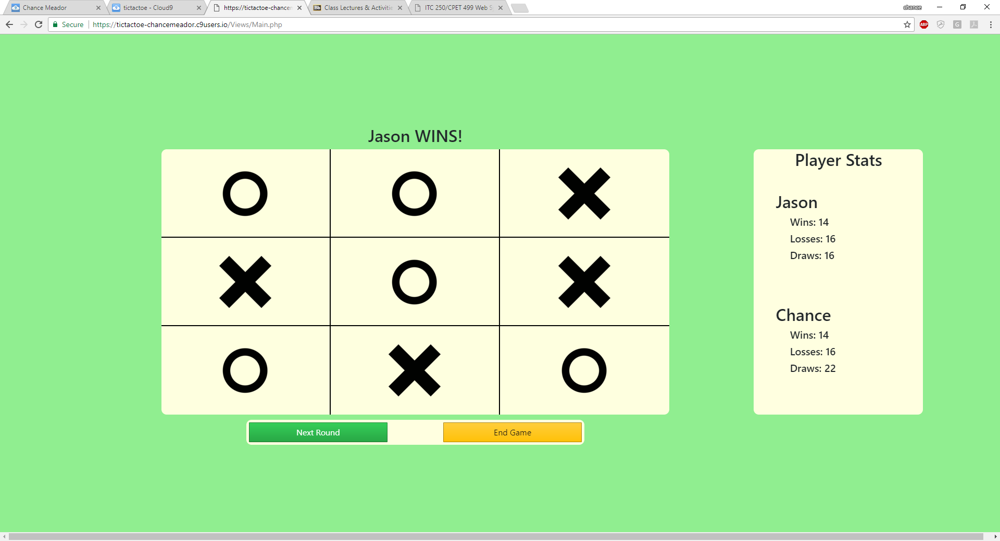 Chance Meador
tictactoe - Cloud9
https://tictactoe-chance
Bb Class Lectures & Activitie
ITC 250/CPET 499 Web S
chance
Secure https://tictactoe-chancemeador.c9users.io/Views/Main.php
ABP
G
Jason WINS!
O O X
X O X
O X O
Next Round
End Game
Player Stats
Jason
Wins: 14
Losses: 16
Draws: 16
Chance
Wins: 14
Losses: 16
Draws: 22